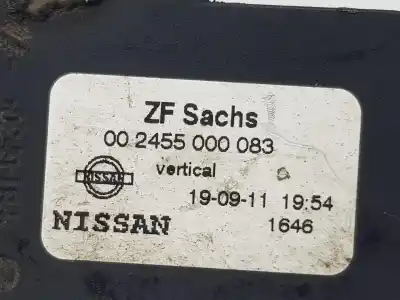 ZF Sachs
00 2455 000 083
vertical
NISSAN
19-09-11 19:54
NISSAN 1646